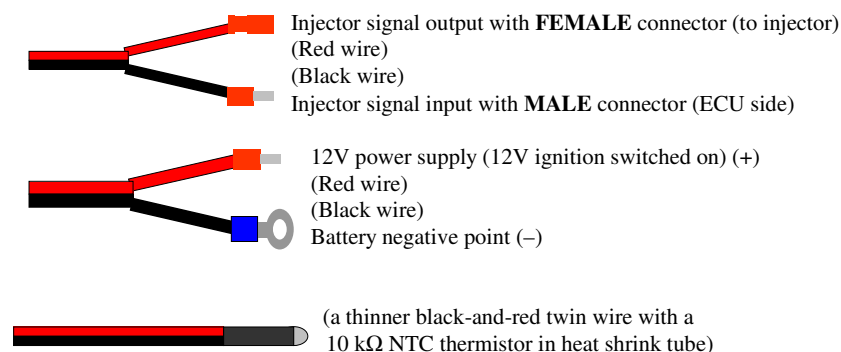 Injector signal output with FEMALE connector (to injector)
(Red wire)
(Black wire)
Injector signal input with MALE connector (ECU side)
12V power supply (12V ignition switched on) (+)
(Red wire)
(Black wire)
Battery negative point (–)
(a thinner black-and-red twin wire with a
10 kΩ NTC thermistor in heat shrink tube)